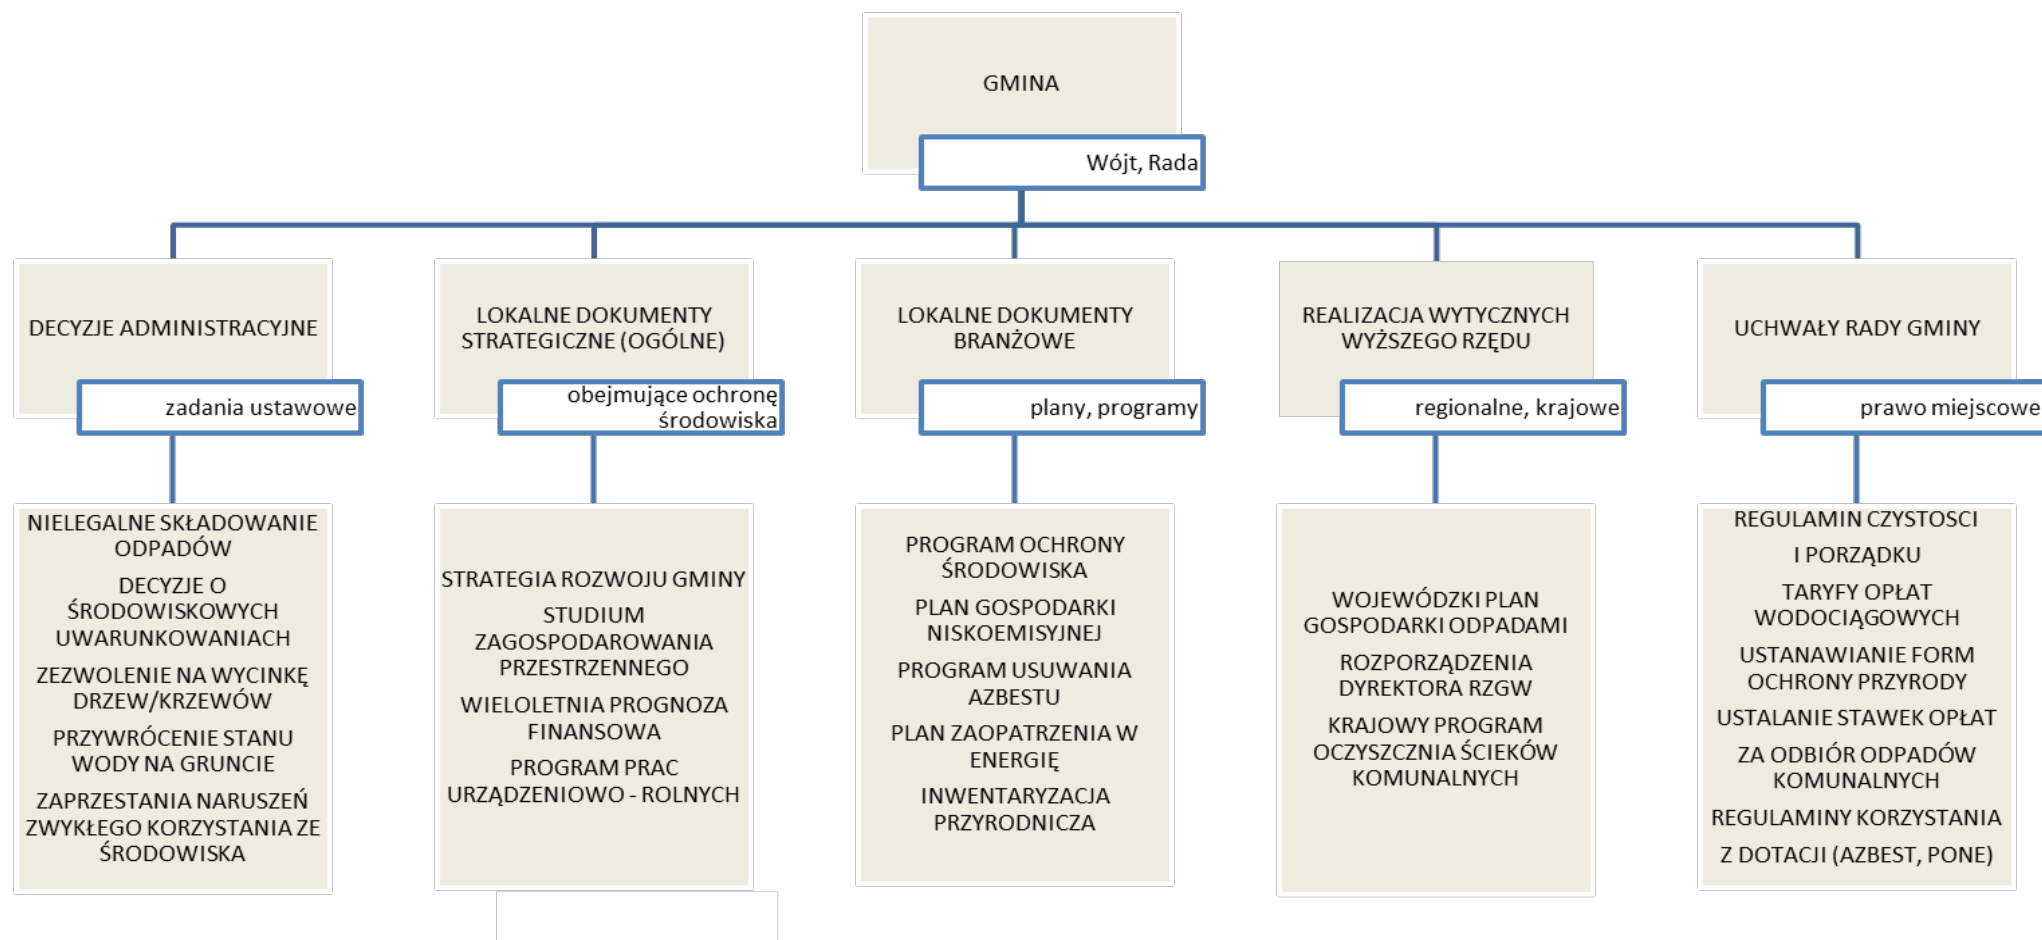 GMINA
Wójt, Rada
DECYZJE ADMINISTRACYJNE
zadania ustawowe
LOKALNE DOKUMENTY
STRATEGICZNE (OGÓLNE)
obejmujące ochronę
środowiska
LOKALNE DOKUMENTY
BRANŻOWE
plany, programy
REALIZACJA WYTYCZNYCH
WYŻSZEGO RZĘDU
regionalne, krajowe
UCHWAŁY RADY GMINY
prawo miejscowe
NIELEGALNE SKŁADOWANIE
ODPADÓW
DECYZJE O
ŚRODOWISKOWYCH
UWARUNKOWANIACH
ZEZWOLENIE NA WYCINKĘ
DRZEW/KRZEWÓW
PRZYWRÓCENIE STANU
WODY NA GRUNCIE
ZAPRZESTANIA NARUSZEŃ
ZWYKŁEGO KORZYSTANIA ZE
ŚRODOWISKA
STRATEGIA ROZWOJU GMINY
STUDIUM
ZAGOSPODAROWANIA
PRZESTRZENNEGO
WIELOLETNIA PROGNOZA
FINANSOWA
PROGRAM PRAC
URZĄDZENIOWO - ROLNYCH
PROGRAM OCHRONY
ŚRODOWISKA
PLAN GOSPODARKI
NISKOEMISYJNEJ
PROGRAM USUWANIA
AZBESTU
PLAN ZAOPATRZENIA W
ENERGIĘ
INWENTARYZACJA
PRZYRODNICZA
WOJEWÓDZKI PLAN
GOSPODARKI ODPADAMI
ROZPORZĄDZENIA
DYREKTORA RZGW
KRAJOWY PROGRAM
OCZYSZCZNIA ŚCIEKÓW
KOMUNALNYCH
REGULAMIN CZYSTOSCI
I PORZĄDKU
TARYFY OPŁAT
WODOCIĄGOWYCH
USTANAWIANIE FORM
OCHRONY PRZYRODY
USTALANIE STAWEK OPŁAT
ZA ODBIÓR ODPADÓW
KOMUNALNYCH
REGULAMINY KORZYSTANIA
Z DOTACJI (AZBEST, PONE)